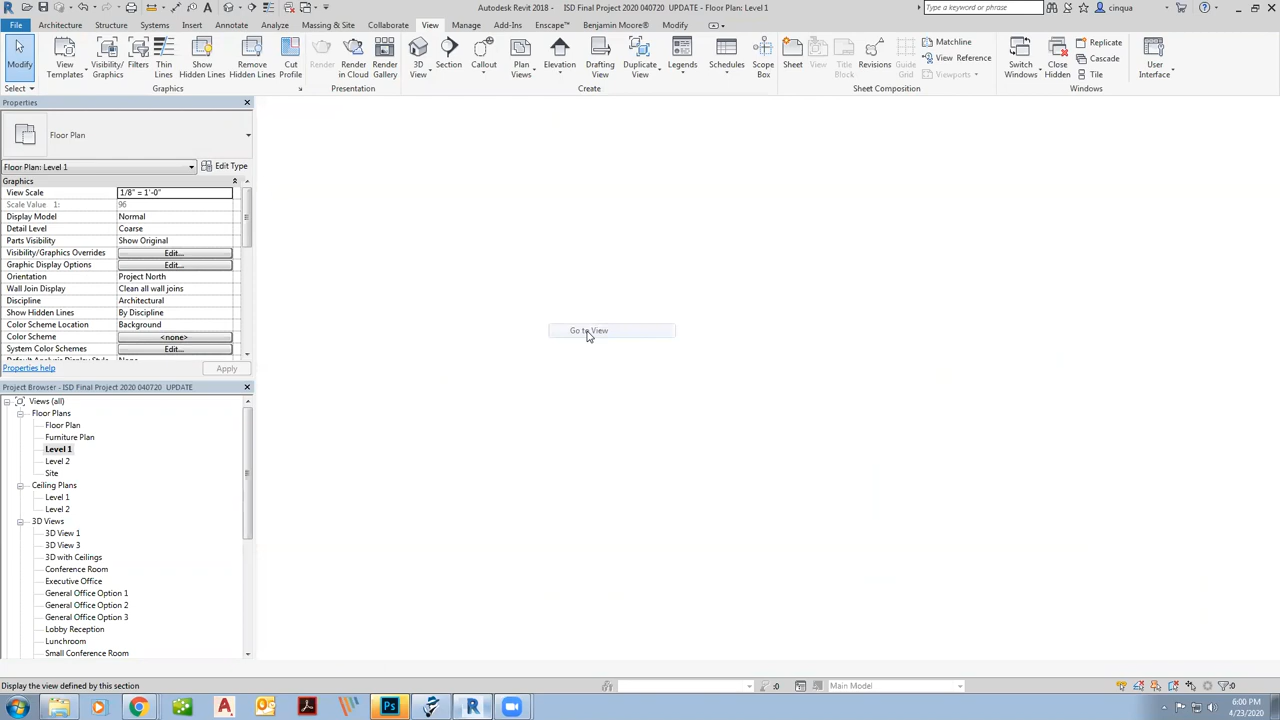 Autodesk Revit 2018 - ISD Final Project 2020 040720 UPDATE - Floor Plan: Level 1
Type a keyword or phrase
cinqua
File Architecture Structure Systems Insert Annotate Analyze Massing & Site Collaborate View Manage Add-Ins Enscape™ Benjamin Moore® Modify
Modify
View Templates
Visibility/ Graphics
Filters
Thin Lines
Show Hidden Lines
Remove Hidden Lines
Cut Profile
Render
Render in Cloud
Render Gallery
3D View
Section
Callout
Plan Views
Elevation
Drafting View
Duplicate View
Legends
Schedules
Scope Box
Sheet
View
Title Block
Revisions
Guide Grid
Matchline
View Reference
Viewports
Switch Windows
Close Hidden
Replicate
Cascade
Tile
User Interface
Select Graphics Presentation Create Sheet Composition Windows
Properties
Floor Plan
Floor Plan: Level 1 Edit Type
Graphics
View Scale 1/8" = 1'-0"
Scale Value 1: 96
Display Model Normal
Detail Level Coarse
Parts Visibility Show Original
Visibility/Graphics Overrides Edit...
Graphic Display Options Edit...
Orientation Project North
Wall Join Display Clean all wall joins
Discipline Architectural
Show Hidden Lines By Discipline
Color Scheme Location Background
Color Scheme <none>
System Color Schemes Edit...
Default Analysis Display Style None
Properties help Apply
Project Browser - ISD Final Project 2020 040720 UPDATE
Views (all)
Floor Plans
Floor Plan
Furniture Plan
Level 1
Level 2
Site
Ceiling Plans
Level 1
Level 2
3D Views
3D View 1
3D View 3
3D with Ceilings
Conference Room
Executive Office
General Office Option 1
General Office Option 2
General Office Option 3
Lobby Reception
Lunchroom
Small Conference Room
Go to View
Display the view defined by this section
:0
Main Model
:0
6:00 PM
4/23/2020